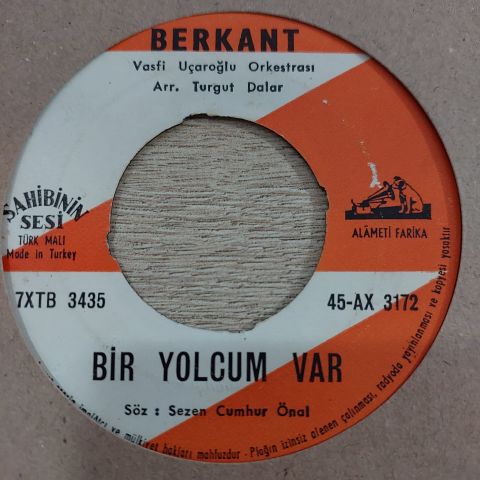 BERKANT
Vasfi Uçaroğlu Orkestrası
Arr. Turgut Dalar
SAHİBİNİN
SESİ
TÜRK MALI
Made in Turkey
ALÂMETİ FARİKA
7XTB 3435
45-AX 3172
BİR YOLCUM VAR
Söz : Sezen Cumhur Önal
ve mülkiyet hakları mahfuzdur - Plağın izinsiz alenen çalınması, radyoda yayınlanması ve kopyesi yasaktır